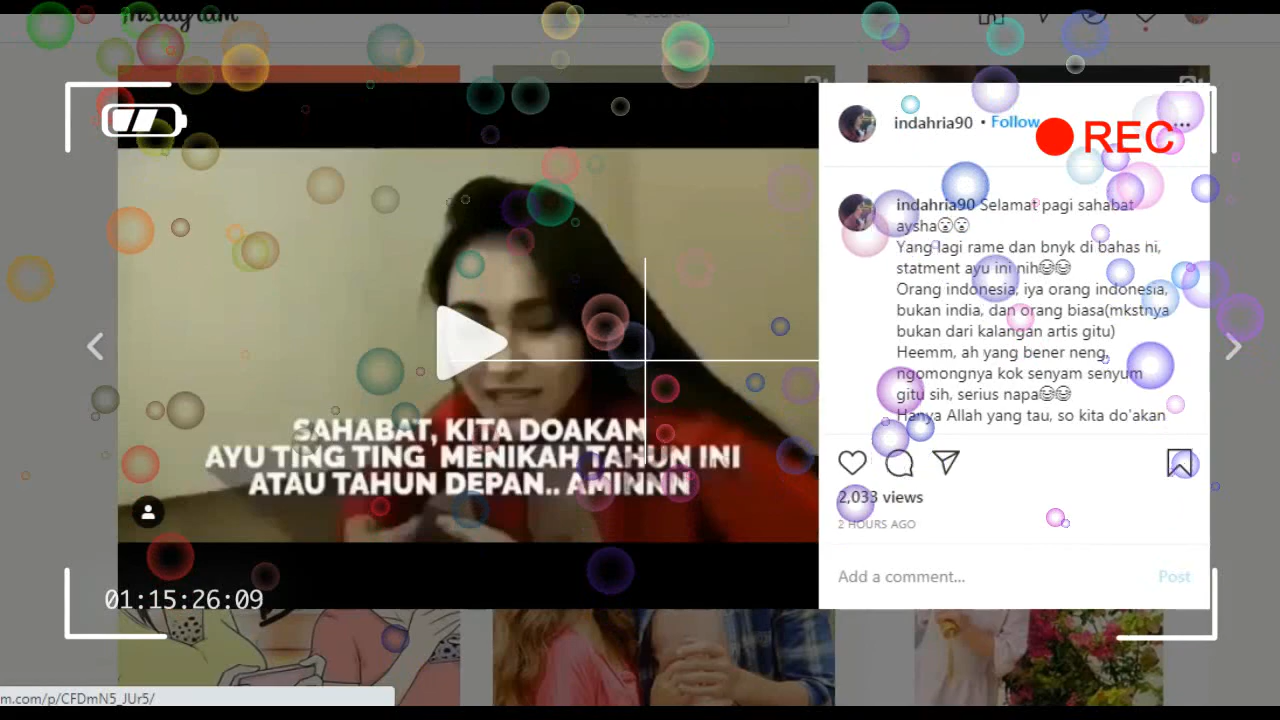 Instagram
Search
indahria90 • Follow
REC
indahria90 Selamat pagi sahabat
aysha😮😮
Yang lagi rame dan bnyk di bahas ni,
statment ayu ini nih😂😂
Orang indonesia, iya orang indonesia,
bukan india, dan orang biasa(mkstnya
bukan dari kalangan artis gitu)
Heemm, ah yang bener neng,
ngomongnya kok senyam senyum
gitu sih, serius napa😂😂
Hanya Allah yang tau, so kita do'akan
SAHABAT, KITA DOAKAN
AYU TING TING MENIKAH TAHUN INI
ATAU TAHUN DEPAN.. AMINNN
2,033 views
2 HOURS AGO
Add a comment... Post
01:15:26:09
m.com/p/CFDmN5_JUr5/